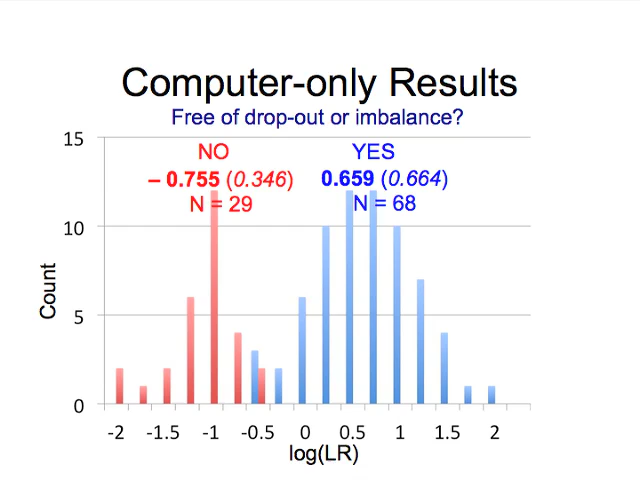 Computer-only Results
Free of drop-out or imbalance?
NO
– 0.755 (0.346)
N = 29
YES
0.659 (0.664)
N = 68
15
10
5
0
Count
-2 -1.5 -1 -0.5 0 0.5 1 1.5 2
log(LR)